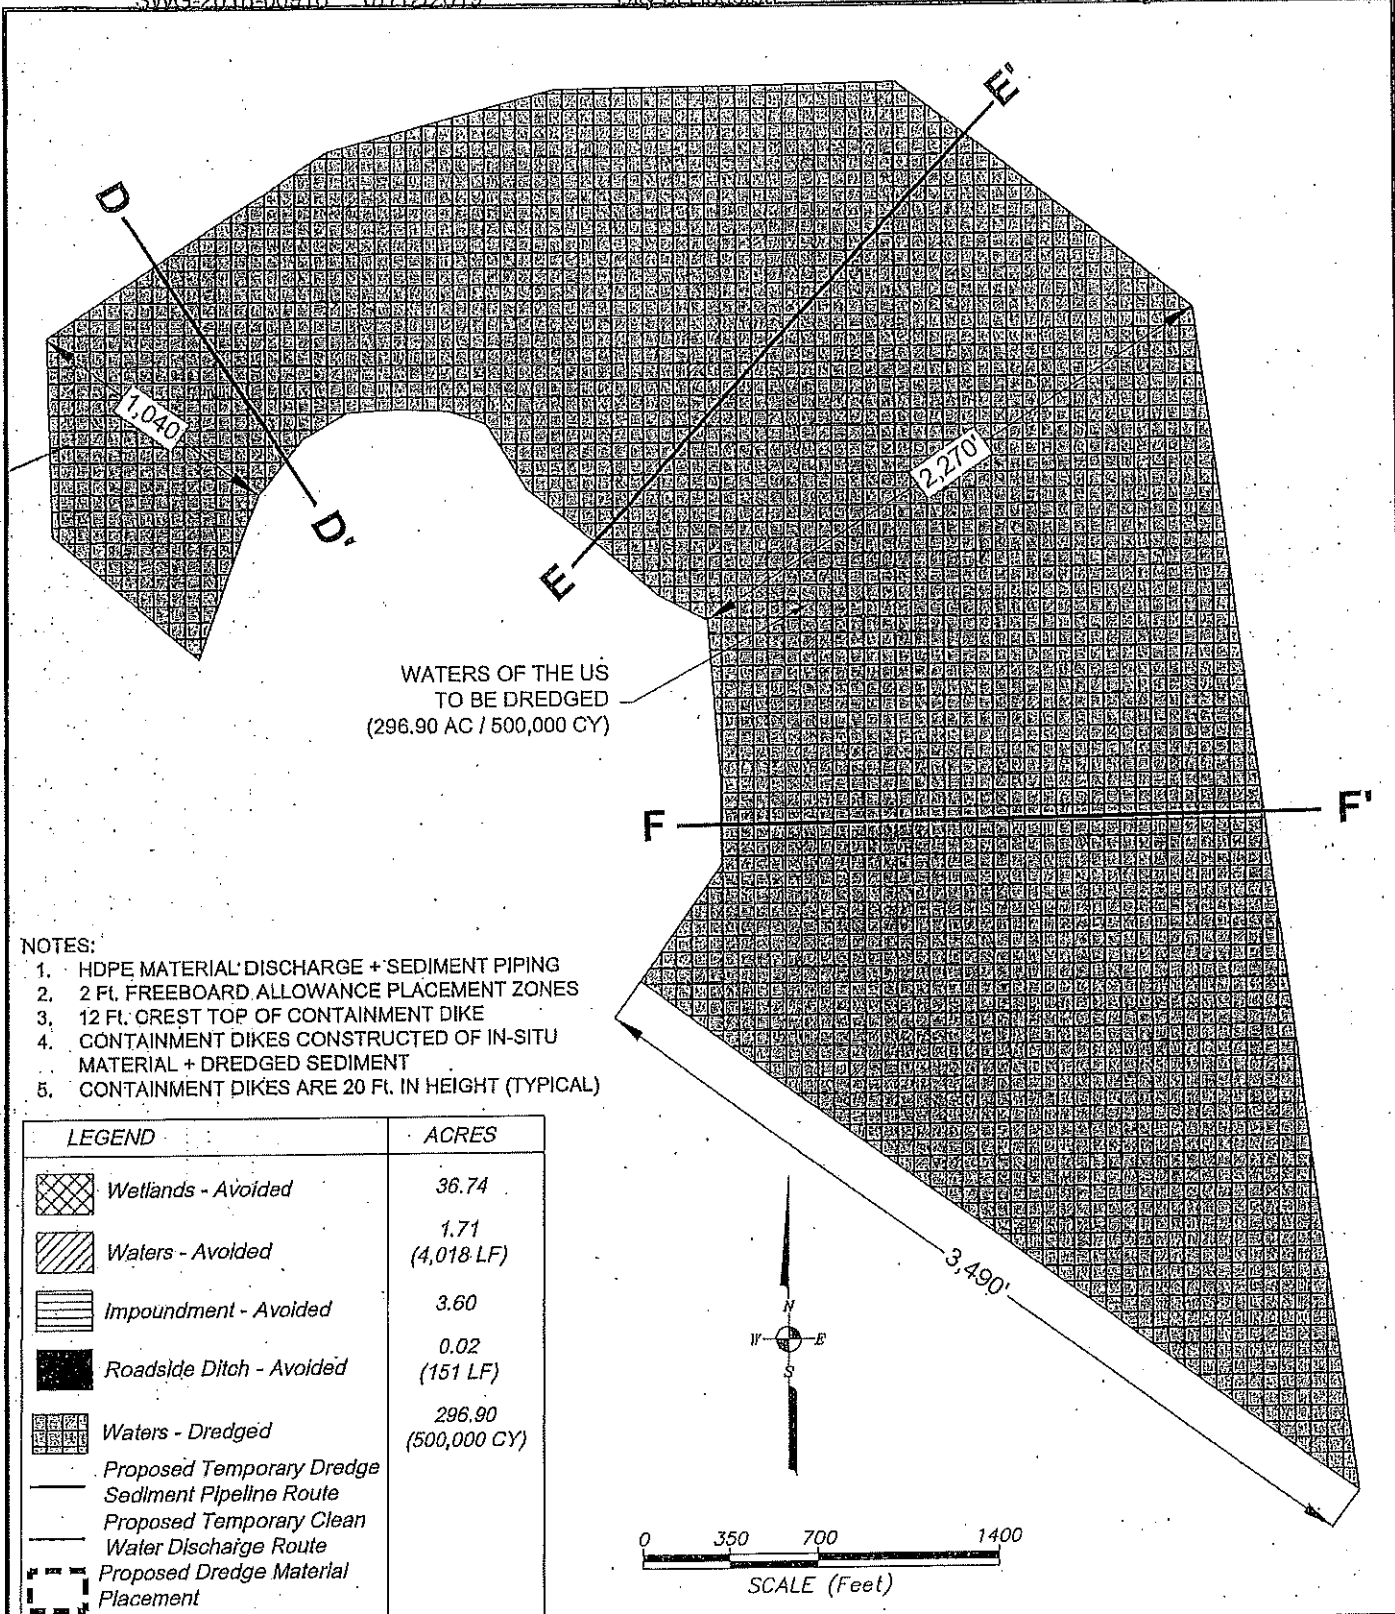 E'
D
1,040'
2,270'
D'
E
WATERS OF THE US
TO BE DREDGED
(296.90 AC / 500,000 CY)
F
F'
NOTES:
1. HDPE MATERIAL DISCHARGE + SEDIMENT PIPING
2. 2 Ft. FREEBOARD ALLOWANCE PLACEMENT ZONES
3. 12 Ft. CREST TOP OF CONTAINMENT DIKE
4. CONTAINMENT DIKES CONSTRUCTED OF IN-SITU
MATERIAL + DREDGED SEDIMENT
5. CONTAINMENT DIKES ARE 20 Ft. IN HEIGHT (TYPICAL)
LEGEND ACRES
Wetlands - Avoided 36.74
Waters - Avoided 1.71
(4,018 LF)
Impoundment - Avoided 3.60
Roadside Ditch - Avoided 0.02
(151 LF)
Waters - Dredged 296.90
(500,000 CY)
Proposed Temporary Dredge
Sediment Pipeline Route
Proposed Temporary Clean
Water Discharge Route
Proposed Dredge Material
Placement
3,490'
N
W E
S
0 350 700 1400
SCALE (Feet)